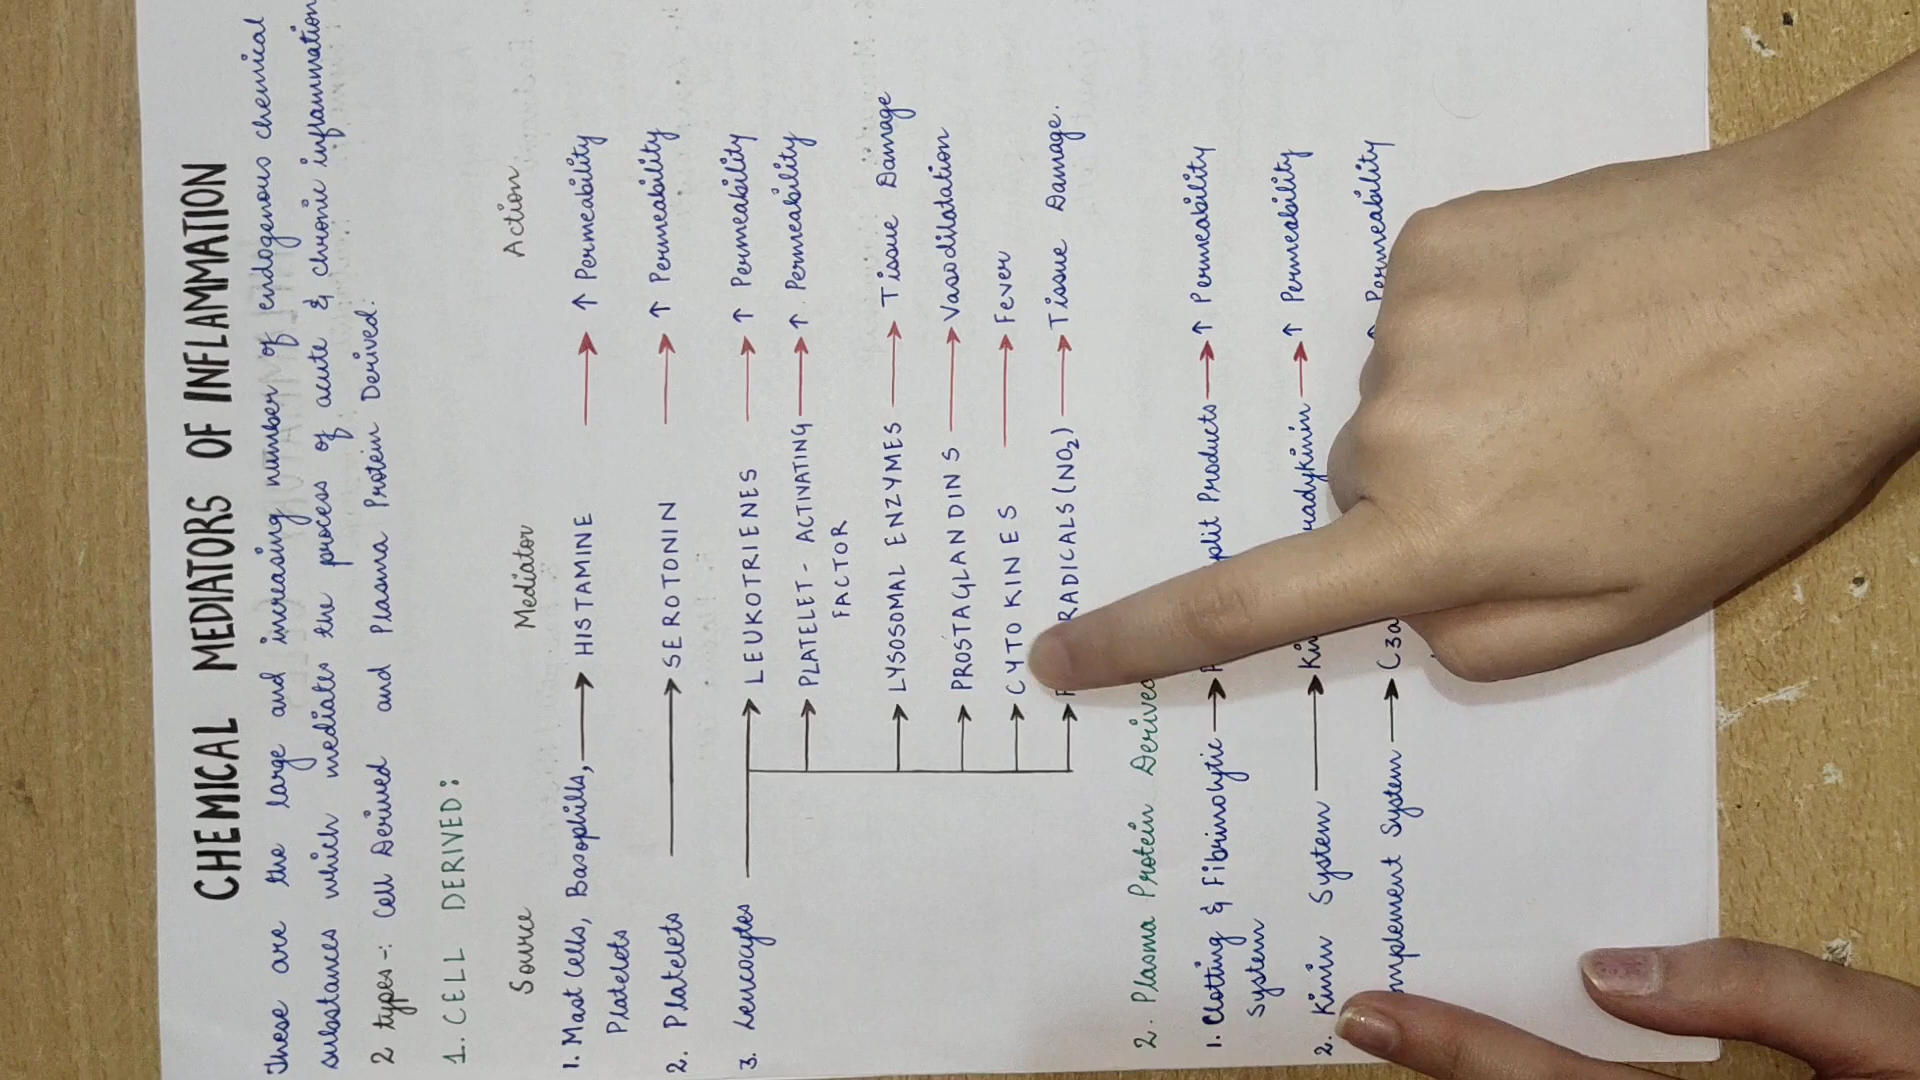 CHEMICAL MEDIATORS OF INFLAMMATION
These are the large and increasing number of endogenous chemical
substances which mediates the process of acute & chronic inflammation
2 types -: Cell Derived and Plasma Protein Derived.
1. CELL DERIVED :
Source Mediator Action
1. Mast Cells, Basophills, → HISTAMINE → ↑ Permeability
Platelets
2. Platelets → SEROTONIN → ↑ Permeability
3. Leucocytes → LEUKOTRIENES → ↑ Permeability
→ PLATELET - ACTIVATING → ↑ Permeability
FACTOR
→ LYSOSOMAL ENZYMES → Tissue Damage
→ PROSTAGLANDINS → Vasodilatation
→ CYTOKINES → Fever
→ RADICALS (NO₂) → Tissue Damage.
2. Plasma Protein Derived
1. Clotting & Fibrinolytic → Split Products → ↑ Permeability
System
2. Kinin System → → ↑ Permeability
System → C3a Permeability